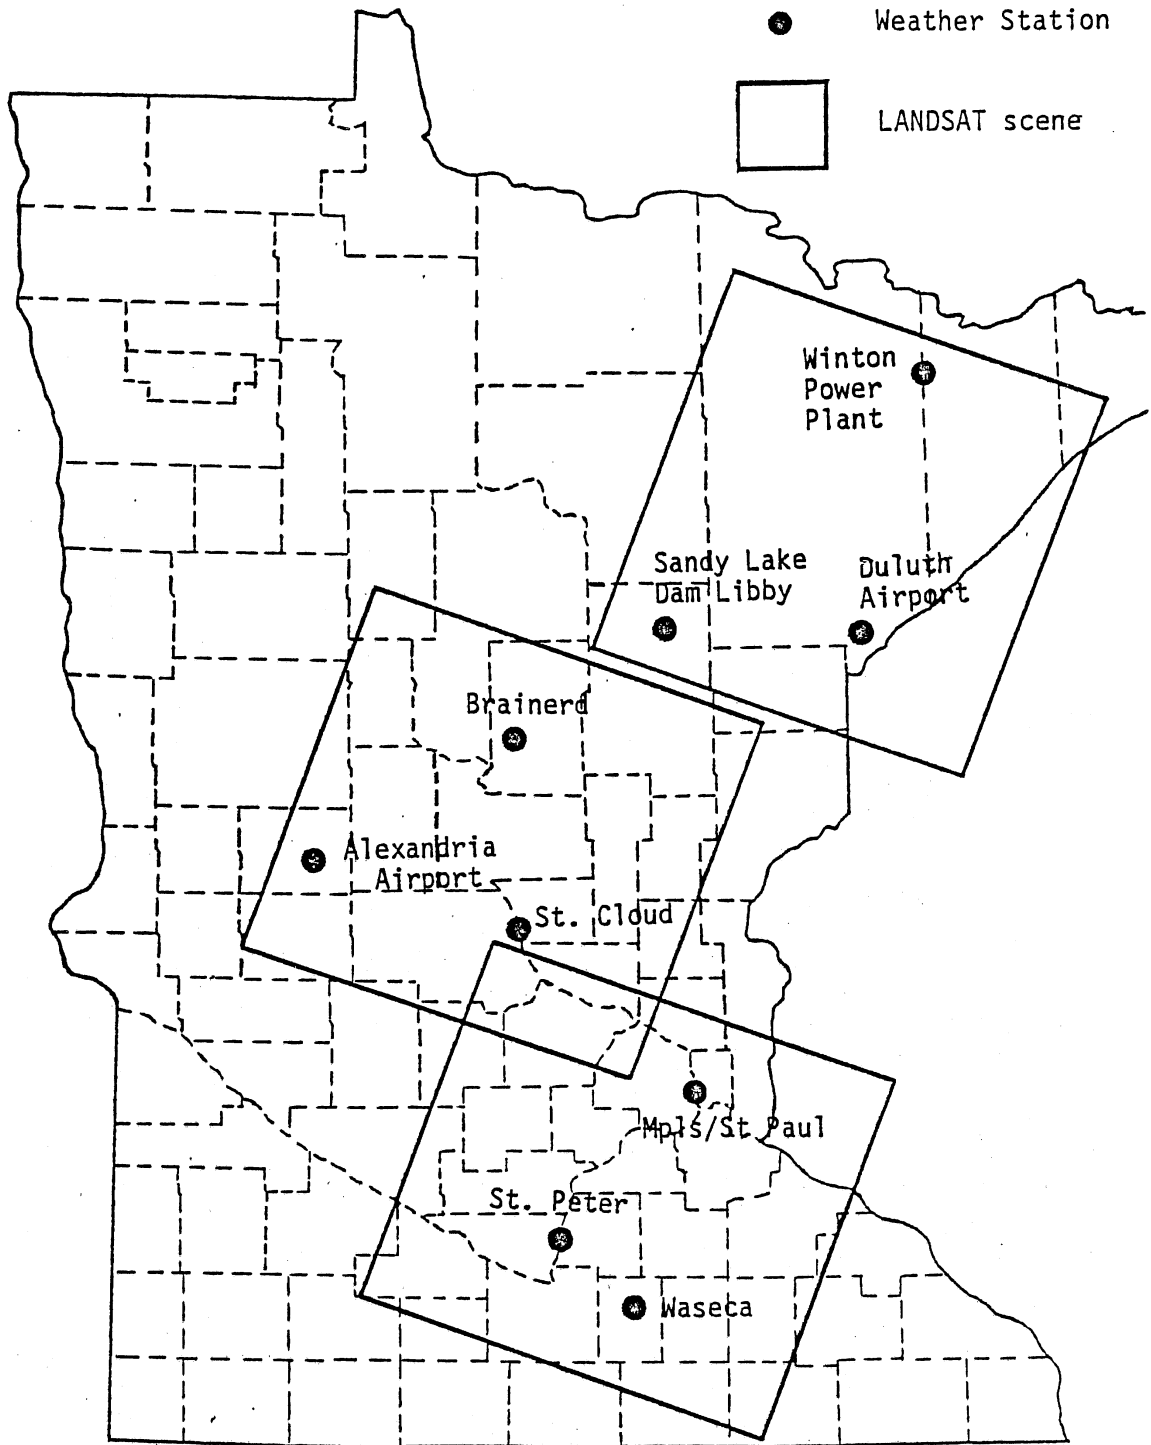 Weather Station
LANDSAT scene
Winton
Power
Plant
Sandy Lake
Dam Libby
Duluth
Airport
Brainerd
Alexandria
Airport
St. Cloud
Mpls/St Paul
St. Peter
Waseca